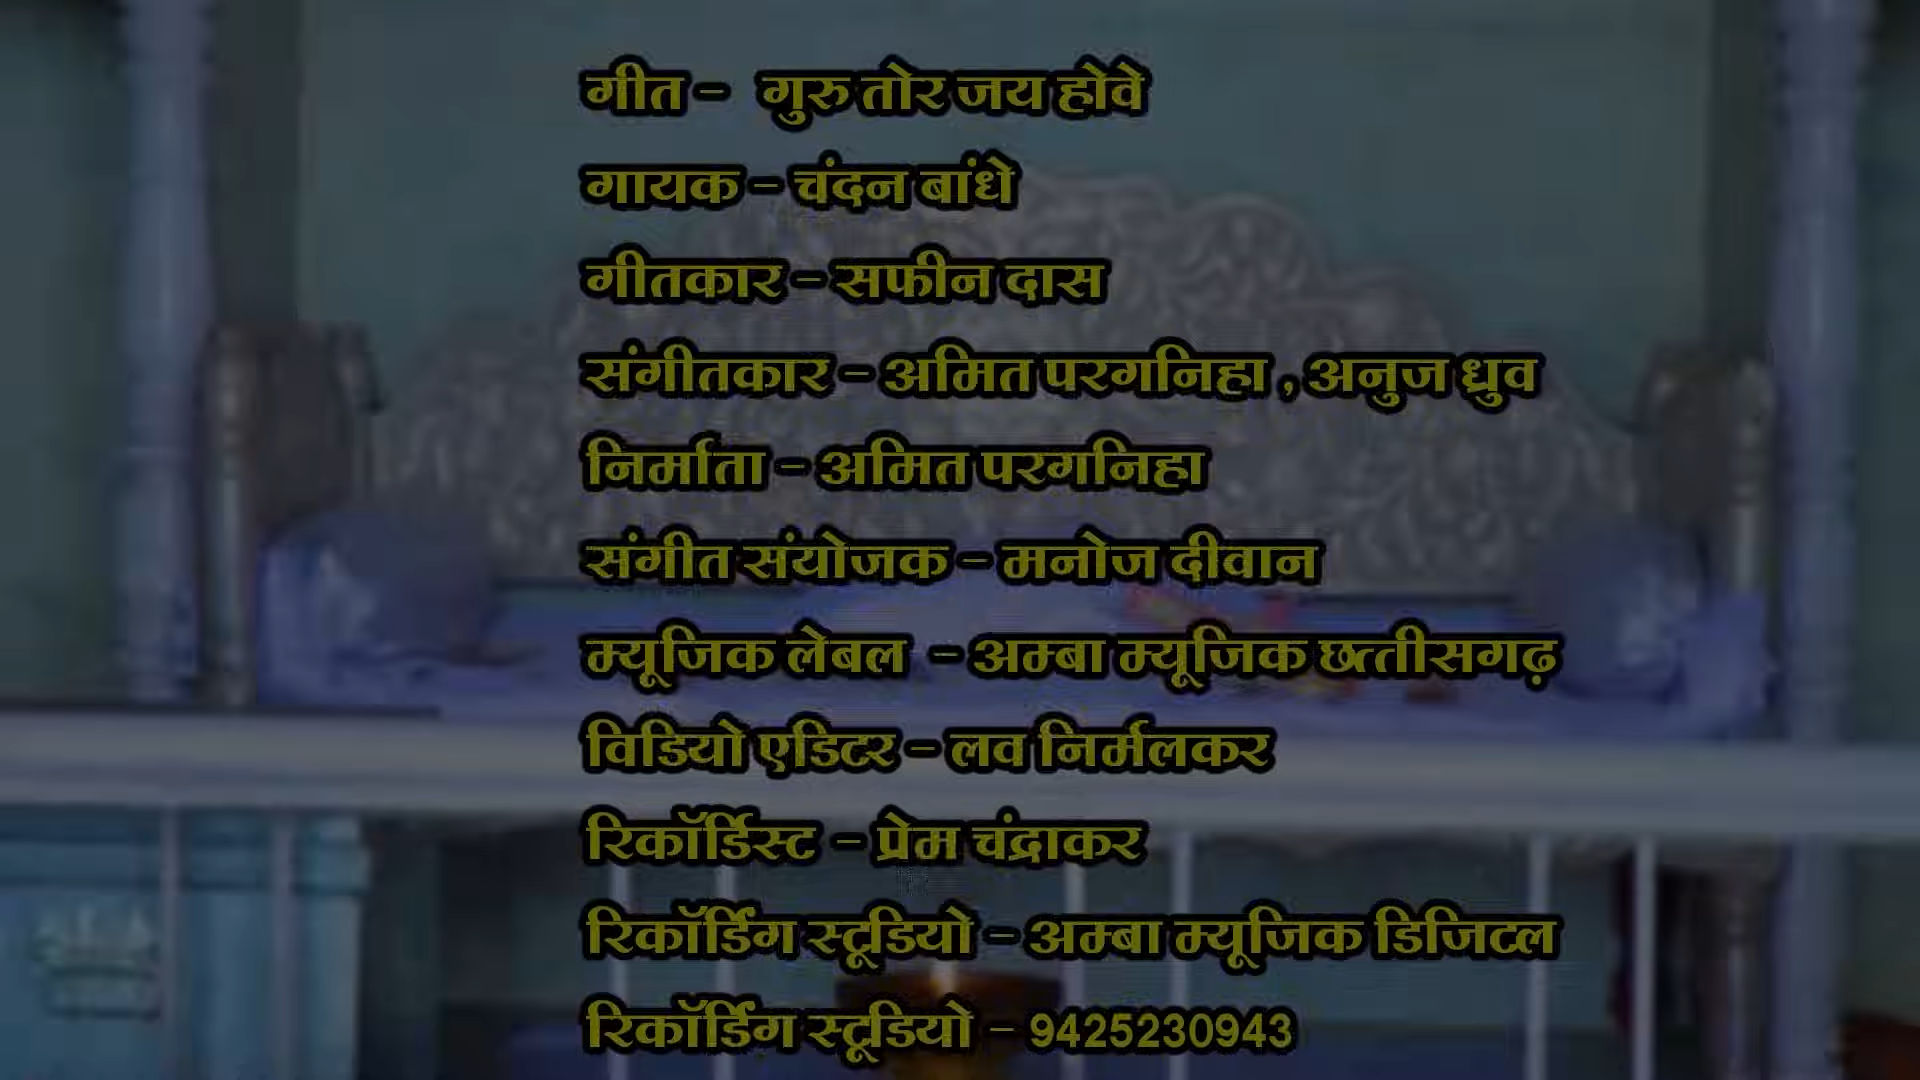 गीत - गुरु तोर जय होवे
गायक - चंदन बांधे
गीतकार - सफीन दास
संगीतकार - अमित परगनिहा , अनुज ध्रुव
निर्माता - अमित परगनिहा
संगीत संयोजक - मनोज दीवान
म्यूजिक लेबल - अम्बा म्यूजिक छत्तीसगढ़
विडियो एडिटर - लव निर्मलकर
रिकॉर्डिस्ट - प्रेम चंद्राकर
रिकॉर्डिंग स्टूडियो - अम्बा म्यूजिक डिजिटल
रिकॉर्डिंग स्टूडियो - 9425230943